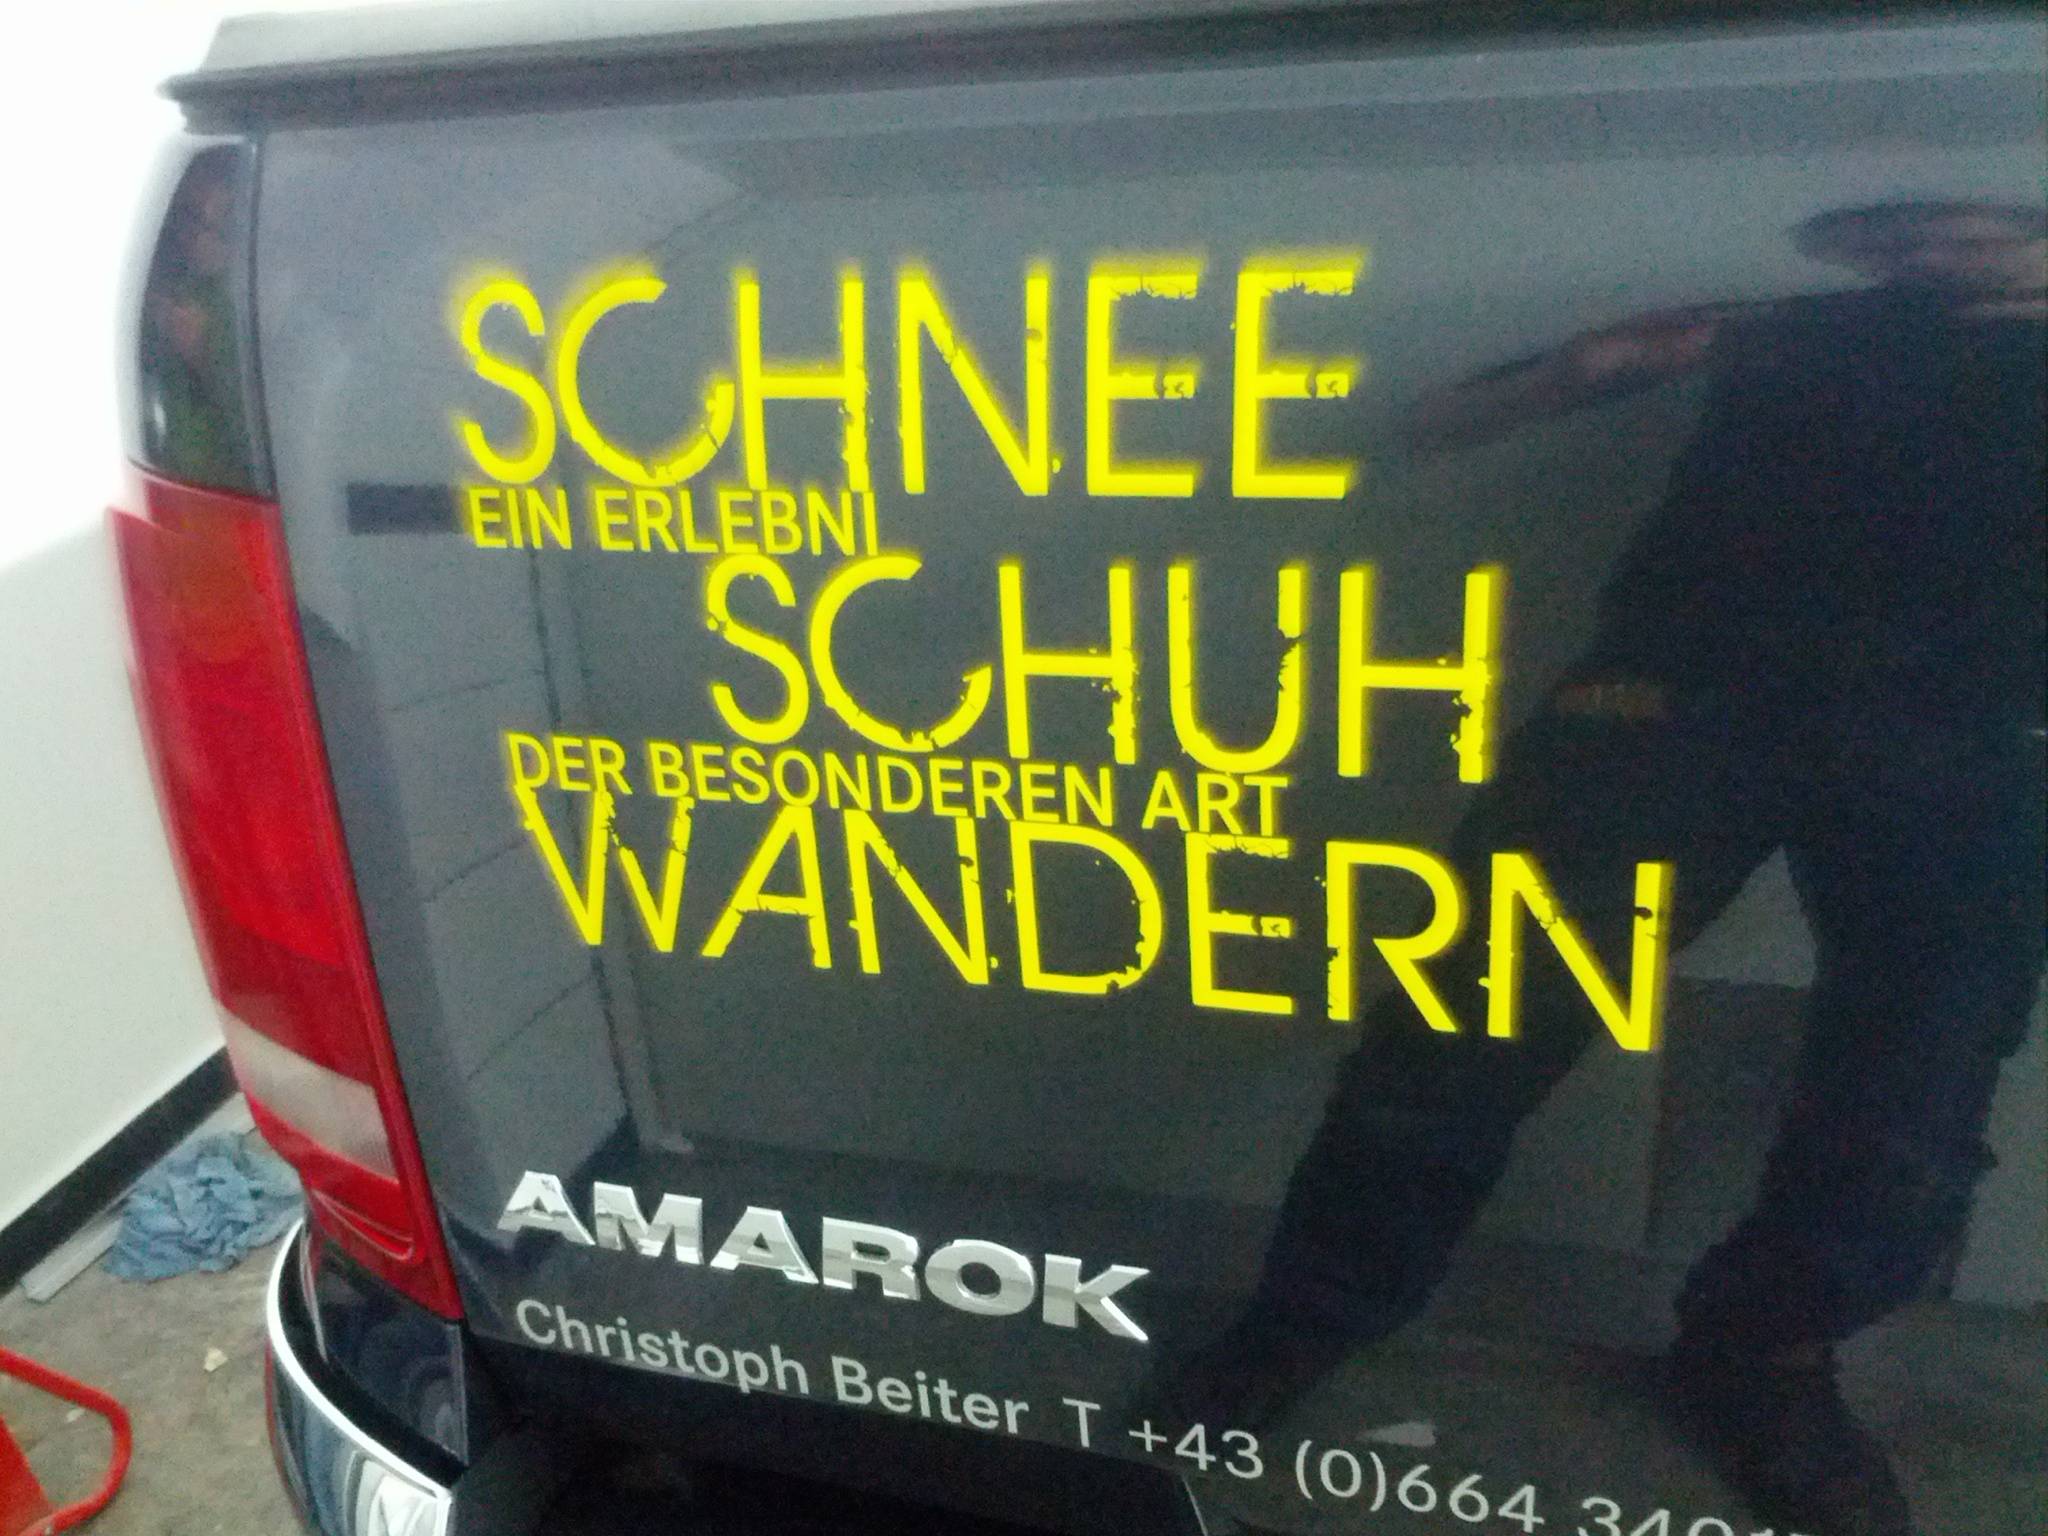 SCHNEE
EIN ERLEBNI
SCHUH
DER BESONDEREN ART
WANDERN
AMAROK
Christoph Beiter T +43 (0)664